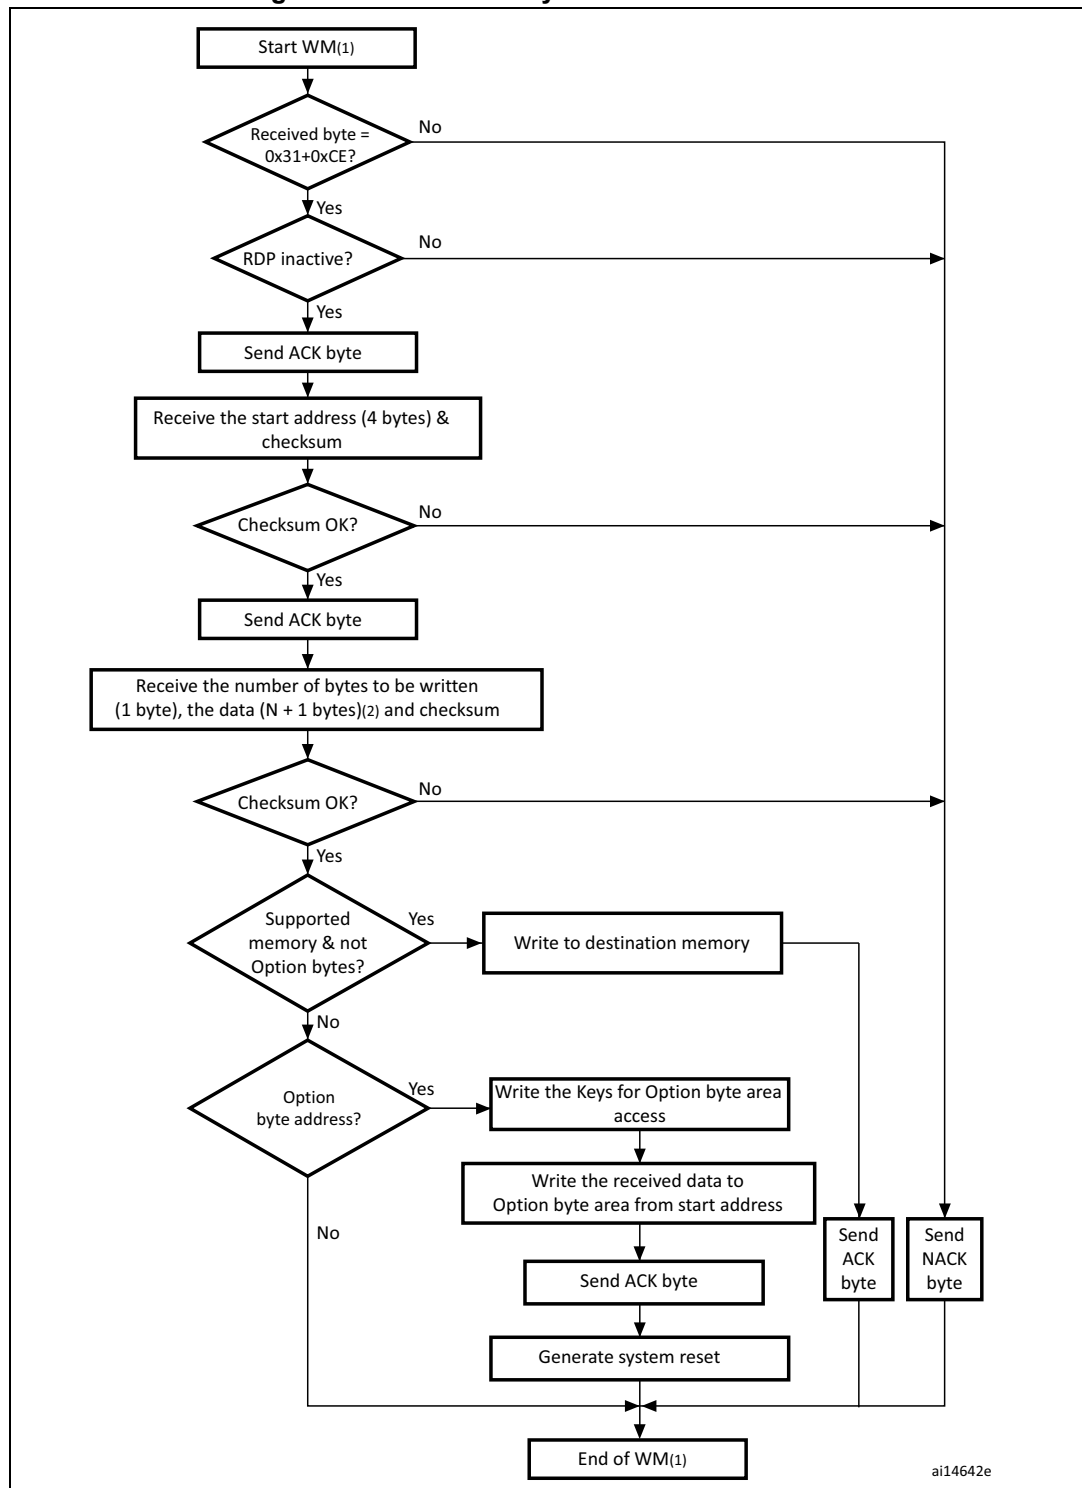 Start WM(1)
Received byte =
0x31+0xCE?
No
Yes
RDP inactive?
No
Yes
Send ACK byte
Receive the start address (4 bytes) &
checksum
Checksum OK?
No
Yes
Send ACK byte
Receive the number of bytes to be written
(1 byte), the data (N + 1 bytes)(2) and checksum
Checksum OK?
No
Yes
Supported
memory & not
Option bytes?
Yes
Write to destination memory
No
Option
byte address?
Yes
Write the Keys for Option byte area
access
Write the received data to
Option byte area from start address
No
Send
ACK
byte
Send
NACK
byte
Send ACK byte
Generate system reset
End of WM(1)
ai14642e